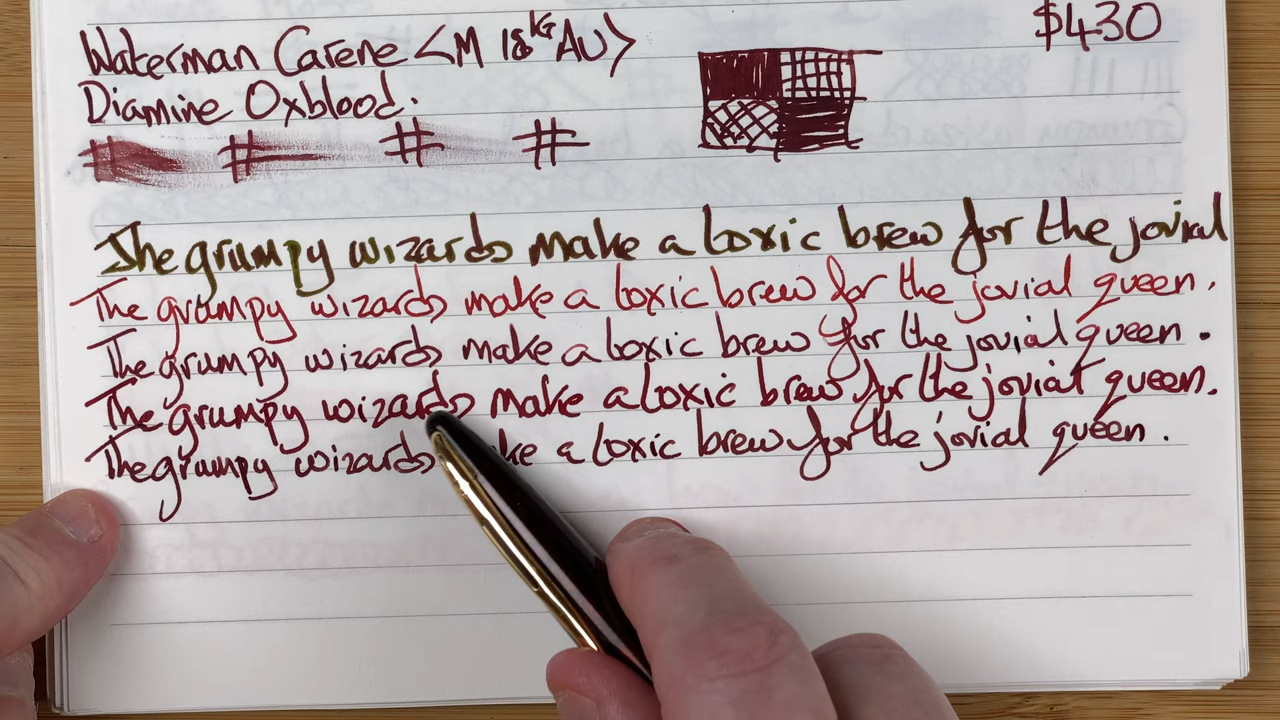 $430
Waterman Carene <M 18KG AU>
Diamine Oxblood.
The grumpy wizards make a toxic brew for the jovial
The grumpy wizards make a toxic brew for the jovial queen.
The grumpy wizards make a toxic brew for the jovial queen.
The grumpy wizards make a toxic brew for the jovial queen.
The grumpy wizards ke a toxic brew for the jovial queen.